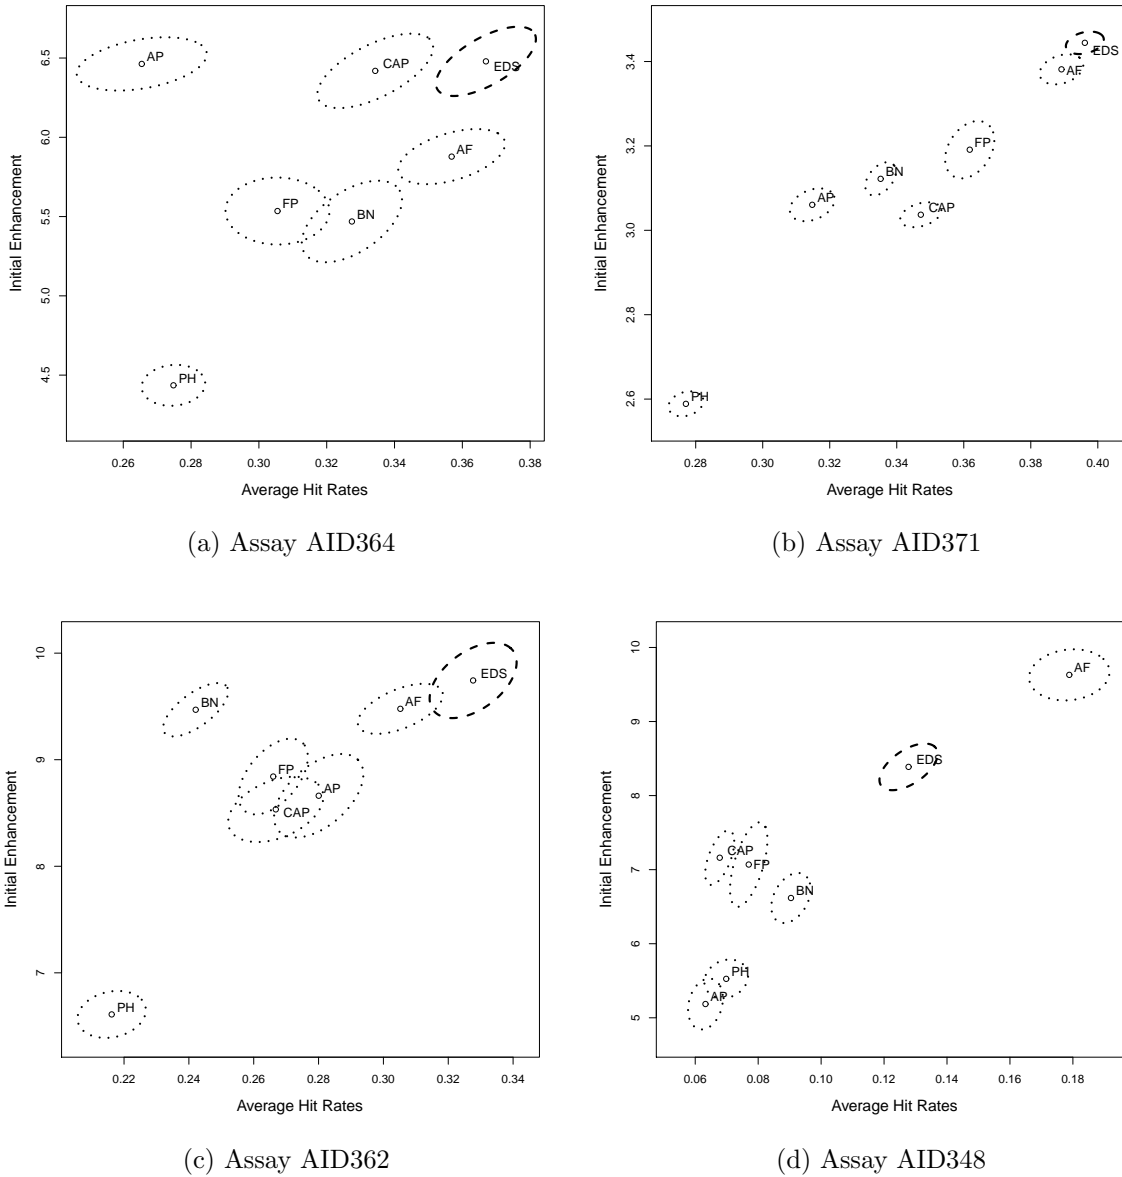 Initial Enhancement
6.5
6.0
5.5
5.0
4.5
AP
CAP
EDS
AF
FP
BN
PH
0.26
0.30
0.32
0.34
0.36
0.38
Average Hit Rates
(a) Assay AID364
Initial Enhancement
3.4
3.2
3.0
2.8
2.6
EDS
AF
FP
BN
AP
CAP
PH
0.28
0.30
0.32
0.34
0.36
0.38
0.40
Average Hit Rates
(b) Assay AID371
Initial Enhancement
10
9
8
7
EDS
BN
AF
FP
AP
CAP
PH
0.22
0.24
0.26
0.28
0.30
0.32
0.34
Average Hit Rates
(c) Assay AID362
Initial Enhancement
10
9
8
7
6
5
AF
EDS
CAP
FP
BN
PH
AP
0.06
0.08
0.10
0.12
0.14
0.16
0.18
Average Hit Rates
(d) Assay AID348